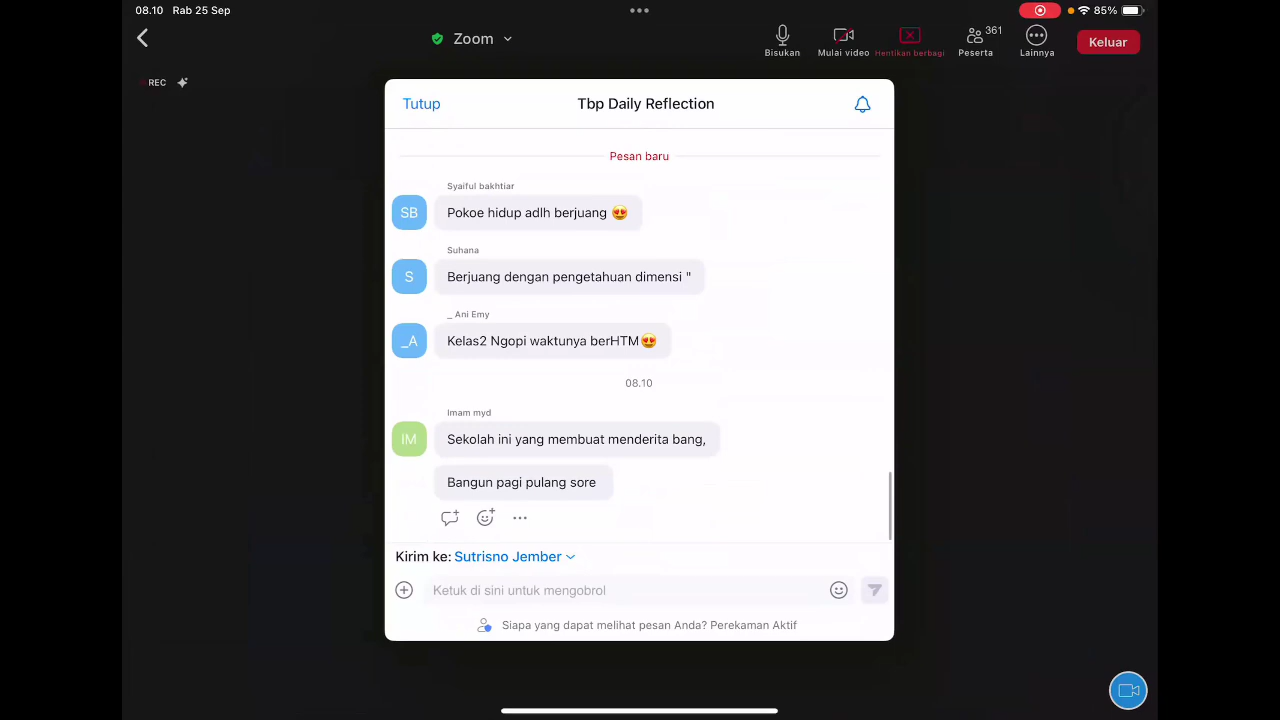 08.10 Rab 25 Sep
85%
Zoom
Bisukan
Mulai video
Hentikan berbagi
361
Peserta
Lainnya
Keluar
REC
Tutup
Tbp Daily Reflection
Pesan baru
Syaiful bakhtiar
SB
Pokoe hidup adlh berjuang 😍
Suhana
S
Berjuang dengan pengetahuan dimensi "
_ Ani Emy
_A
Kelas2 Ngopi waktunya berHTM😍
08.10
Imam myd
IM
Sekolah ini yang membuat menderita bang,
Bangun pagi pulang sore
Kirim ke: Sutrisno Jember
Ketuk di sini untuk mengobrol
Siapa yang dapat melihat pesan Anda? Perekaman Aktif